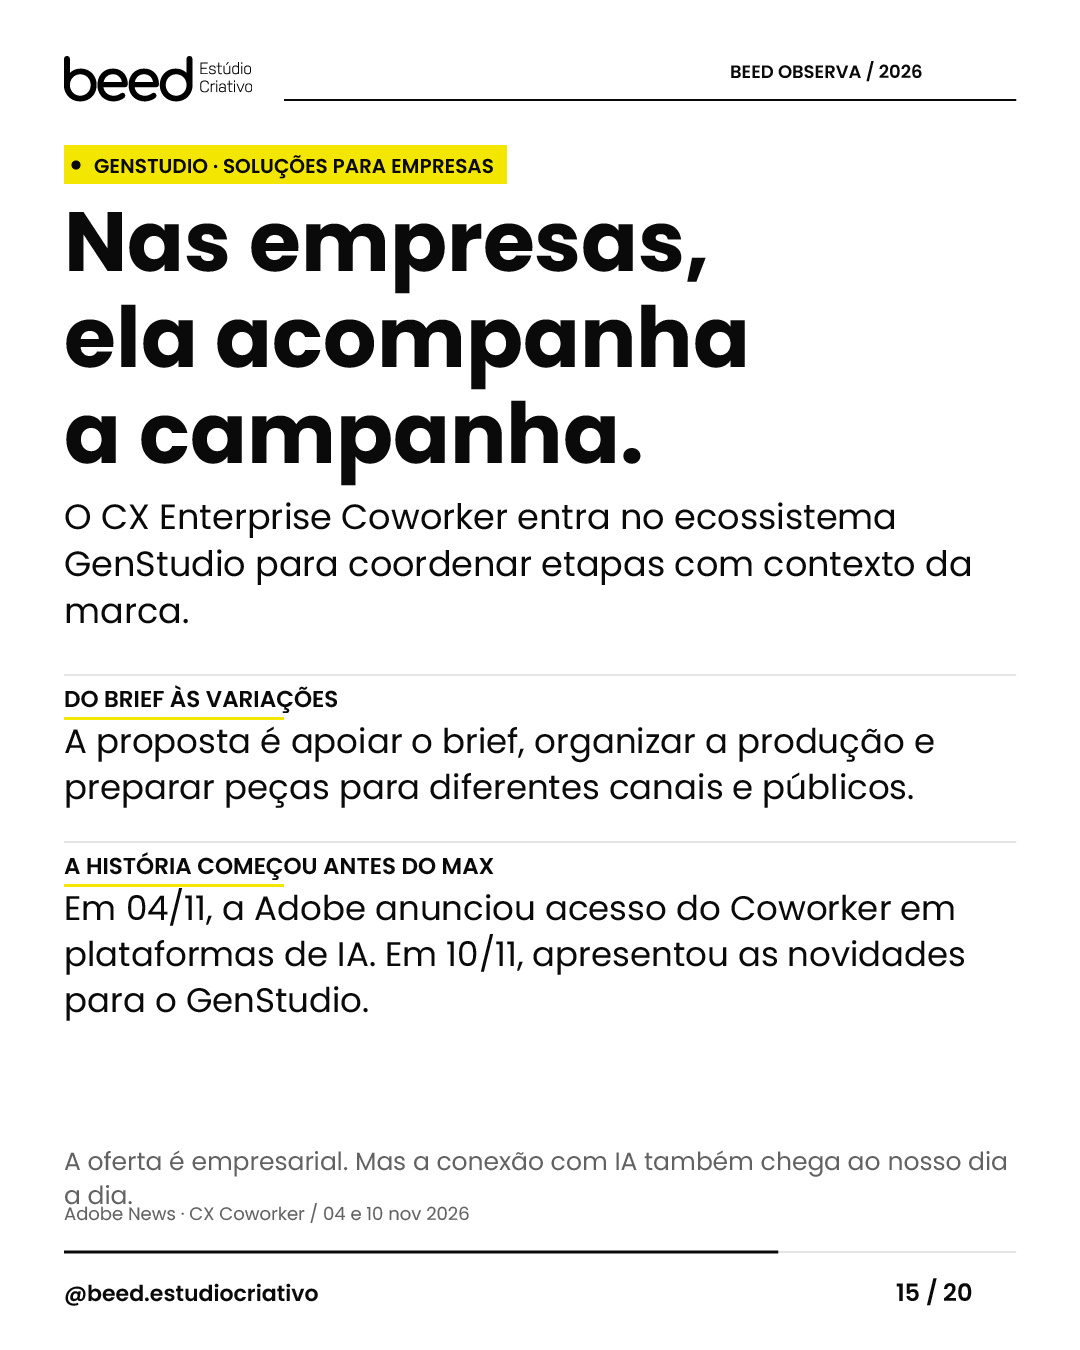 beed Estúdio
Criativo
BEED OBSERVA / 2026
• GENSTUDIO · SOLUÇÕES PARA EMPRESAS
Nas empresas,
ela acompanha
a campanha.
O CX Enterprise Coworker entra no ecossistema
GenStudio para coordenar etapas com contexto da
marca.
DO BRIEF ÀS VARIAÇÕES
A proposta é apoiar o brief, organizar a produção e
preparar peças para diferentes canais e públicos.
A HISTÓRIA COMEÇOU ANTES DO MAX
Em 04/11, a Adobe anunciou acesso do Coworker em
plataformas de IA. Em 10/11, apresentou as novidades
para o GenStudio.
A oferta é empresarial. Mas a conexão com IA também chega ao nosso dia
a dia.
Adobe News · CX Coworker / 04 e 10 nov 2026
@beed.estudiocriativo
15 / 20